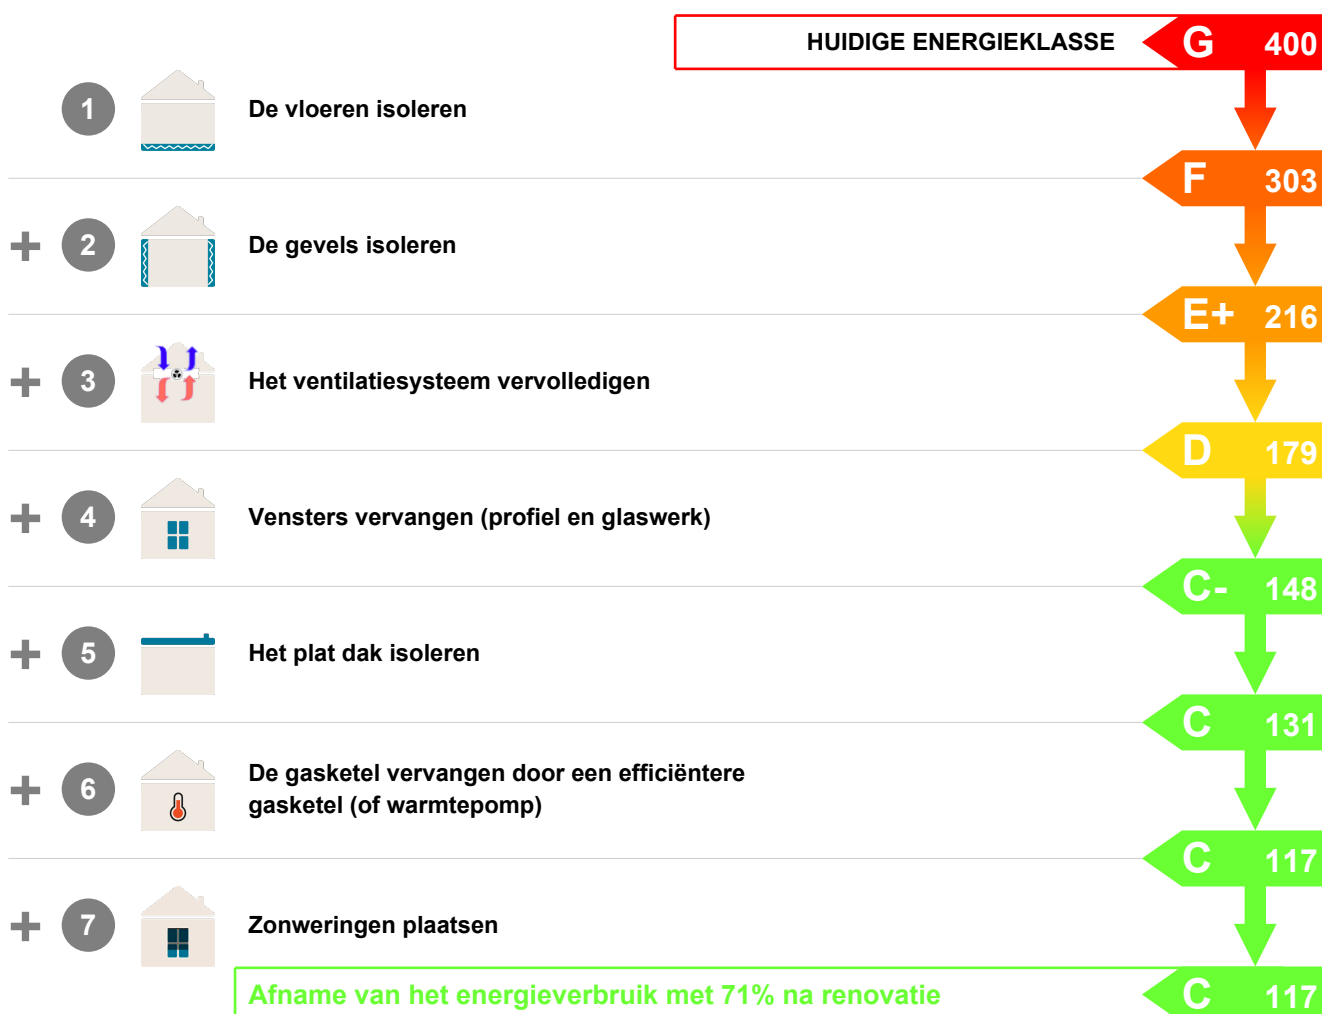 HUIDIGE ENERGIEKLASSE G 400
1 De vloeren isoleren
F 303
+ 2 De gevels isoleren
E+ 216
+ 3 Het ventilatiesysteem vervolledigen
D 179
+ 4 Vensters vervangen (profiel en glaswerk)
C- 148
+ 5 Het plat dak isoleren
C 131
+ 6 De gasketel vervangen door een efficiëntere
gasketel (of warmtepomp)
C 117
+ 7 Zonweringen plaatsen
Afname van het energieverbruik met 71% na renovatie C 117